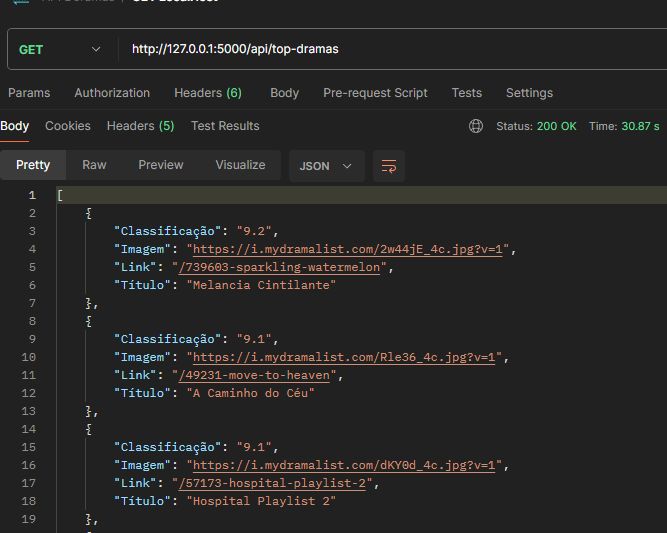 GET http://127.0.0.1:5000/api/top-dramas
Params Authorization Headers (6) Body Pre-request Script Tests Settings
Body Cookies Headers (5) Test Results Status: 200 OK Time: 30.87 s
Pretty Raw Preview Visualize JSON
1 [
2 {
3 "Classificação": "9.2",
4 "Imagem": "https://i.mydramalist.com/2w44jE_4c.jpg?v=1",
5 "Link": "/739603-sparkling-watermelon",
6 "Título": "Melancia Cintilante"
7 },
8 {
9 "Classificação": "9.1",
10 "Imagem": "https://i.mydramalist.com/Rle36_4c.jpg?v=1",
11 "Link": "/49231-move-to-heaven",
12 "Título": "A Caminho do Céu"
13 },
14 {
15 "Classificação": "9.1",
16 "Imagem": "https://i.mydramalist.com/dKY0d_4c.jpg?v=1",
17 "Link": "/57173-hospital-playlist-2",
18 "Título": "Hospital Playlist 2"
19 },